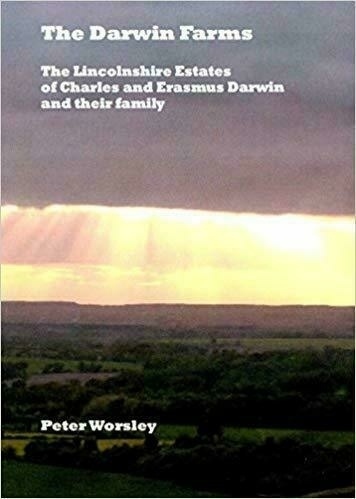 The Darwin Farms
The Lincolnshire Estates
of Charles and Erasmus Darwin
and their family
Peter Worsley